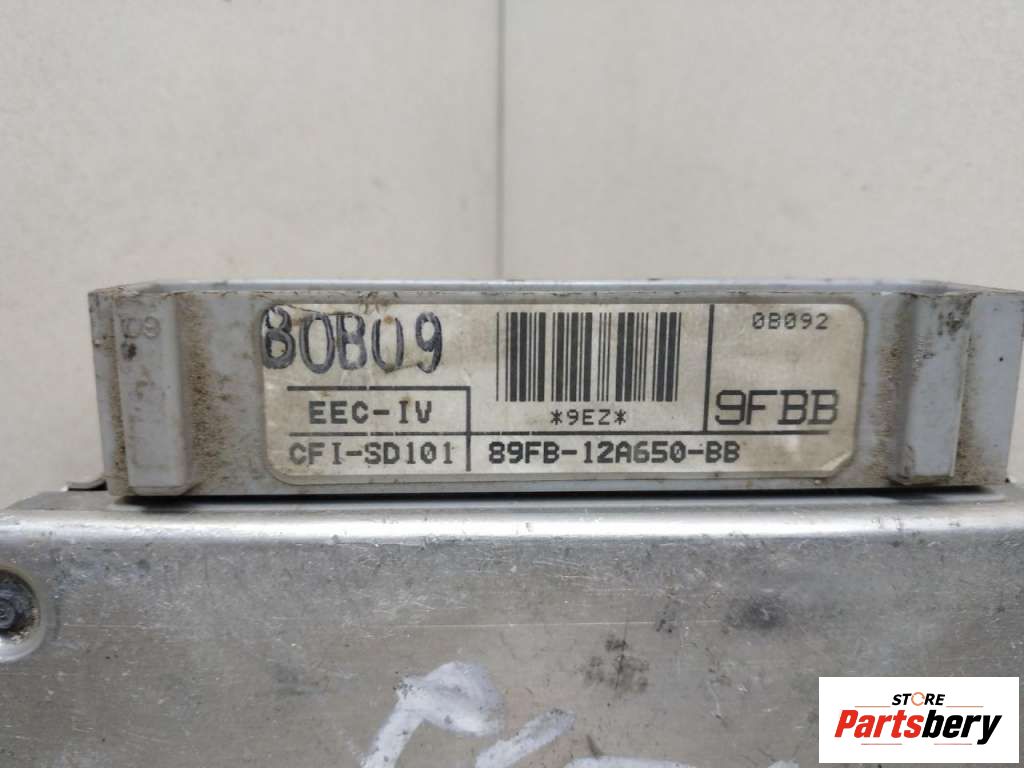 80B09
0B092
EEC-IV
*9EZ*
9FBB
CFI-SD101
89FB-12A650-BB
STORE
Partsbery